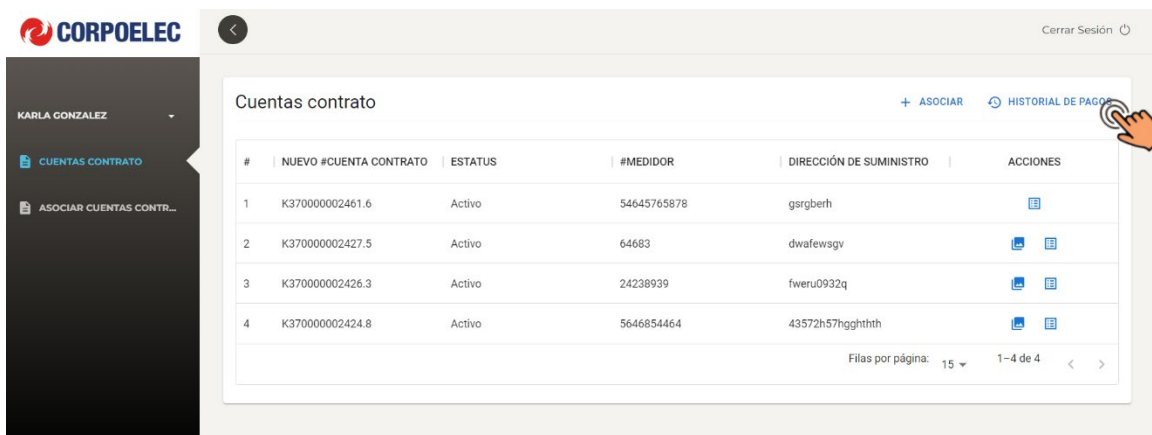 CORPOELEC
Cerrar Sesión
KARLA GONZALEZ
CUENTAS CONTRATO
ASOCIAR CUENTAS CONTR...
Cuentas contrato
+ ASOCIAR HISTORIAL DE PAGOS
# NUEVO #CUENTA CONTRATO ESTATUS #MEDIDOR DIRECCIÓN DE SUMINISTRO ACCIONES
1 K370000002461.6 Activo 54645765878 gsrgberh
2 K370000002427.5 Activo 64683 dwafewsgv
3 K370000002426.3 Activo 24238939 fweru0932q
4 K370000002424.8 Activo 5646854464 43572h57hgghthth
Filas por página: 15 1–4 de 4